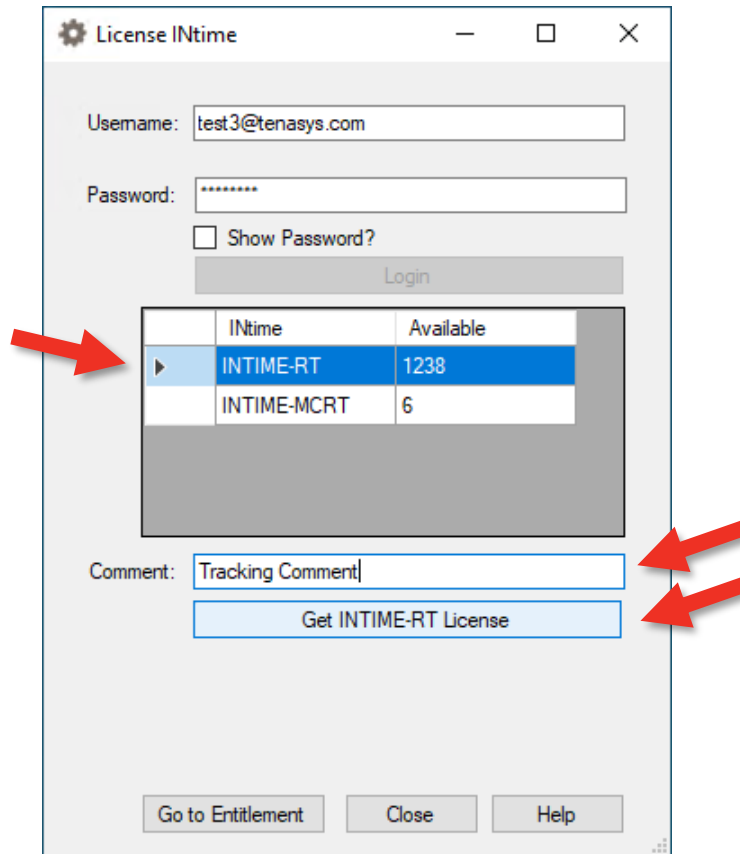 License INtime
Username: test3@tenasys.com
Password: ********
Show Password?
Login
INtime Available
INTIME-RT 1238
INTIME-MCRT 6
Comment: Tracking Comment
Get INTIME-RT License
Go to Entitlement Close Help